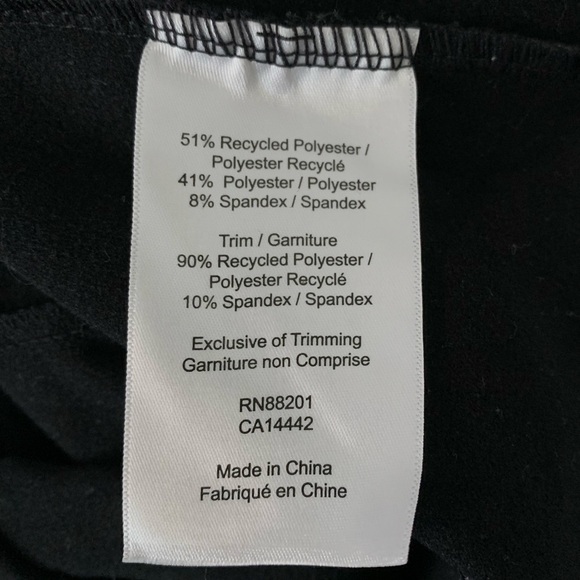 51% Recycled Polyester /
Polyester Recyclé
41% Polyester / Polyester
8% Spandex / Spandex
Trim / Garniture
90% Recycled Polyester /
Polyester Recyclé
10% Spandex / Spandex
Exclusive of Trimming
Garniture non Comprise
RN88201
CA14442
Made in China
Fabriqué en Chine